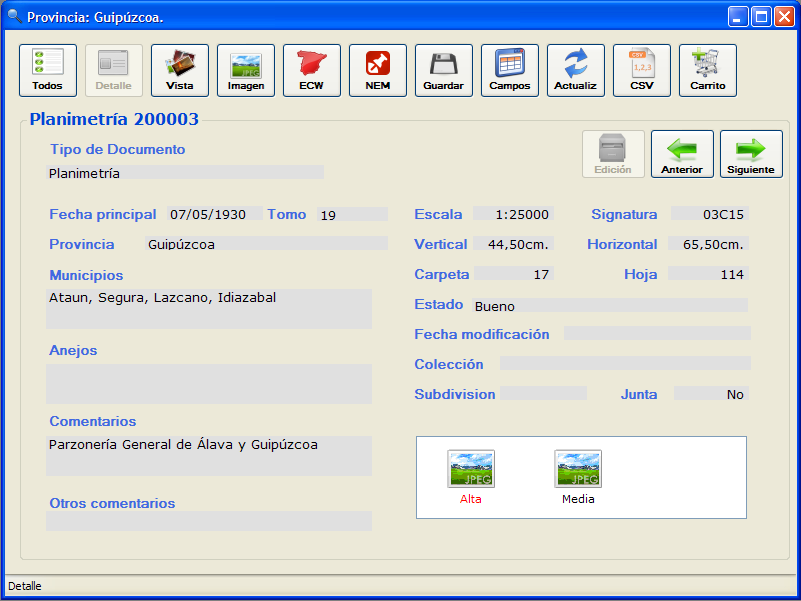 Provincia: Guipúzcoa.
Todos
Detalle
Vista
JPEG
Imagen
ECW
NEM
Guardar
Campos
Actualiz
CSV
1,2,3
CSV
Carrito
Planimetría 200003
Tipo de Documento
Planimetría
Edición
Anterior
Siguiente
Fecha principal 07/05/1930 Tomo 19
Provincia Guipúzcoa
Municipios
Ataun, Segura, Lazcano, Idiazabal
Anejos
Comentarios
Parzonería General de Álava y Guipúzcoa
Otros comentarios
Escala 1:25000 Signatura 03C15
Vertical 44,50cm. Horizontal 65,50cm.
Carpeta 17 Hoja 114
Estado Bueno
Fecha modificación
Colección
Subdivision Junta No
JPEG
Alta
JPEG
Media
Detalle